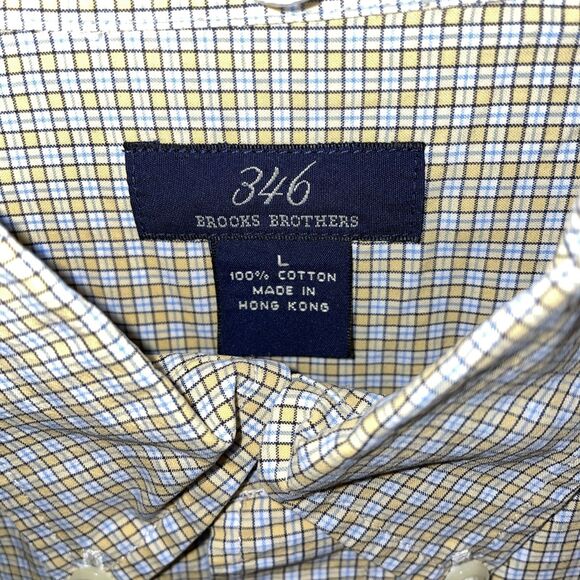 346
BROOKS BROTHERS
L
100% COTTON
MADE IN
HONG KONG